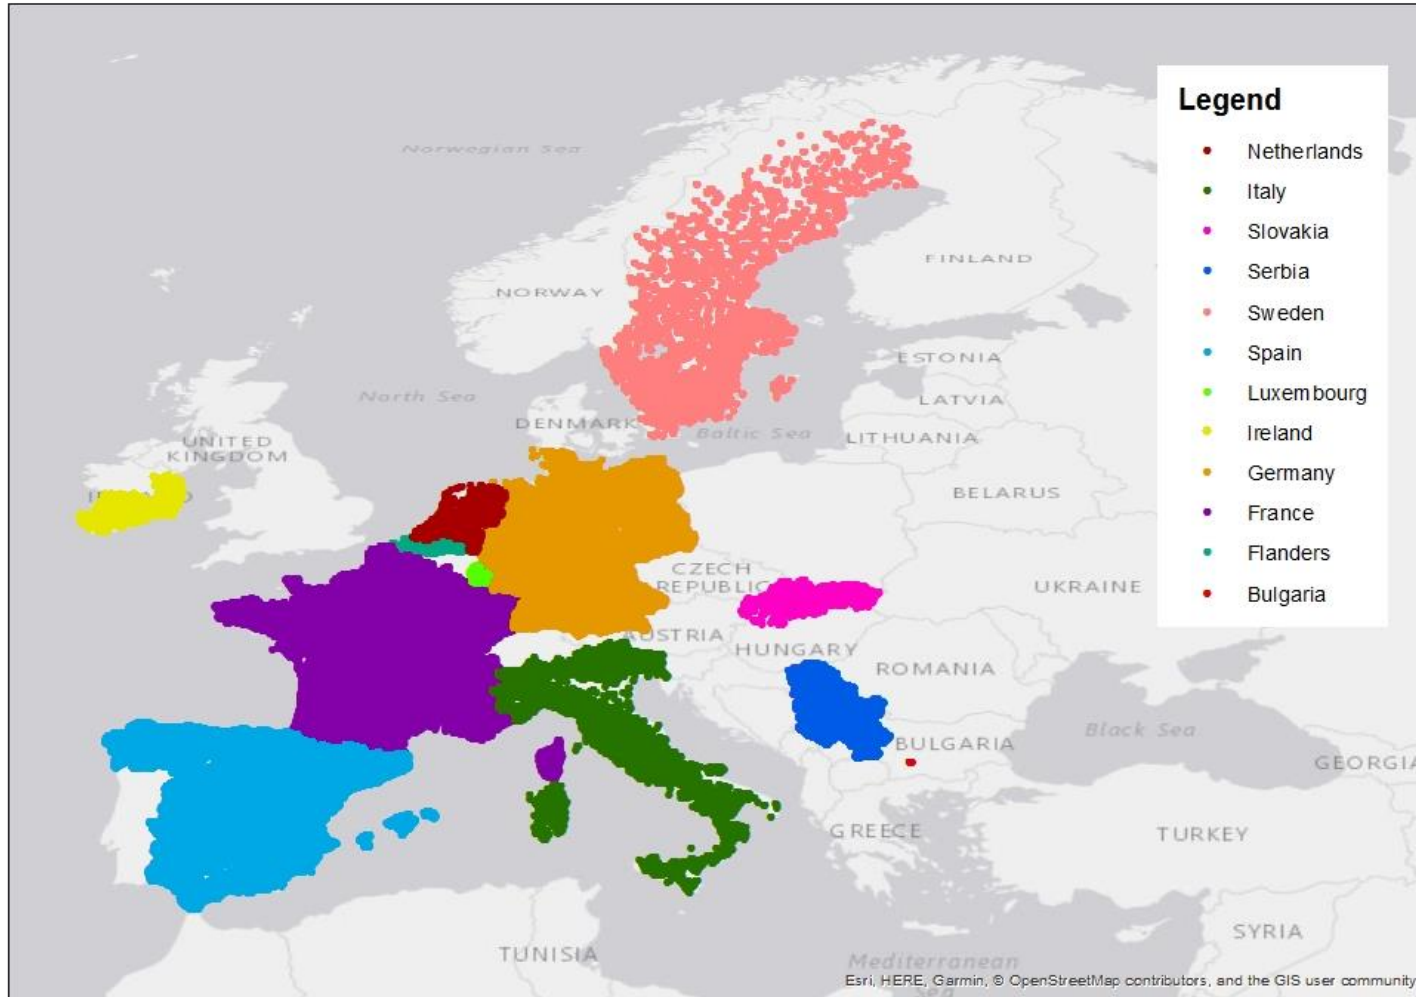 Norwegian Sea
FINLAND
NORWAY
ESTONIA
North Sea
LATVIA
DENMARK
Baltic Sea
LITHUANIA
UNITED
KINGDOM
BELARUS
CZECH
REPUBLIC
UKRAINE
AUSTRIA
HUNGARY
ROMANIA
Black Sea
BULGARIA
GEORGIA
GREECE
TURKEY
SYRIA
TUNISIA
Mediterranean
Sea
Legend
Netherlands
Italy
Slovakia
Serbia
Sweden
Spain
Luxembourg
Ireland
Germany
France
Flanders
Bulgaria
Esri, HERE, Garmin, © OpenStreetMap contributors, and the GIS user community